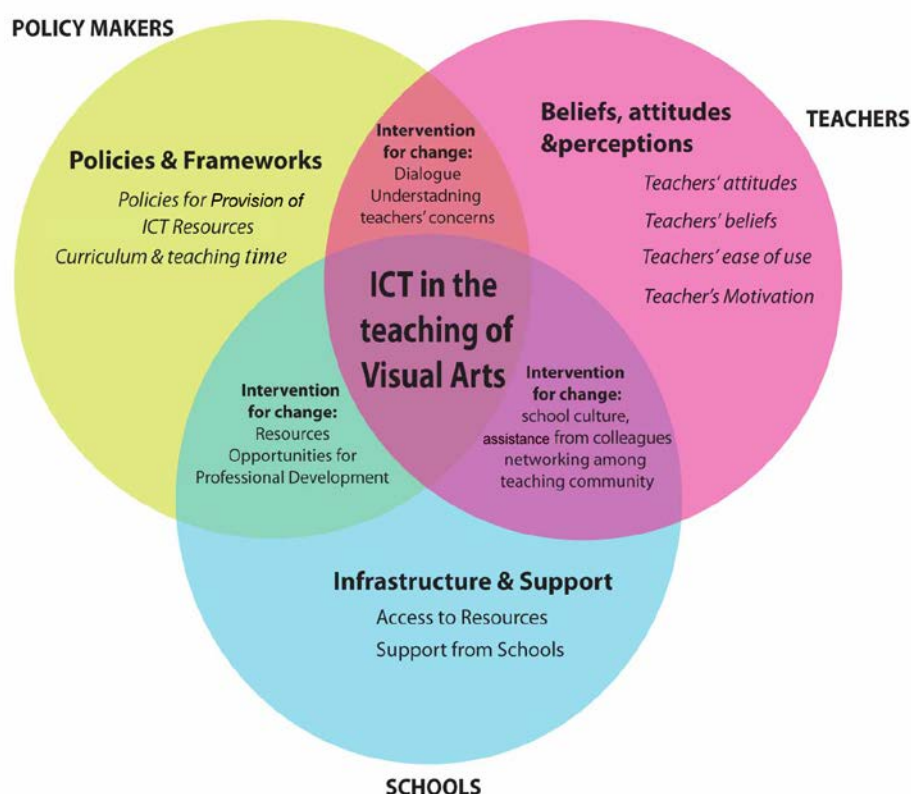 POLICY MAKERS
Policies & Frameworks
Policies for Provision of
ICT Resources
Curriculum & teaching time
Intervention
for change:
Dialogue
Understadning
teachers' concerns
Beliefs, attitudes
&perceptions
TEACHERS
Teachers' attitudes
Teachers' beliefs
Teachers' ease of use
Teacher's Motivation
ICT in the
teaching of
Visual Arts
Intervention
for change:
Resources
Opportunities for
Professional Development
Intervention
for change:
school culture,
assistance from colleagues
networking among
teaching community
Infrastructure & Support
Access to Resources
Support from Schools
SCHOOLS